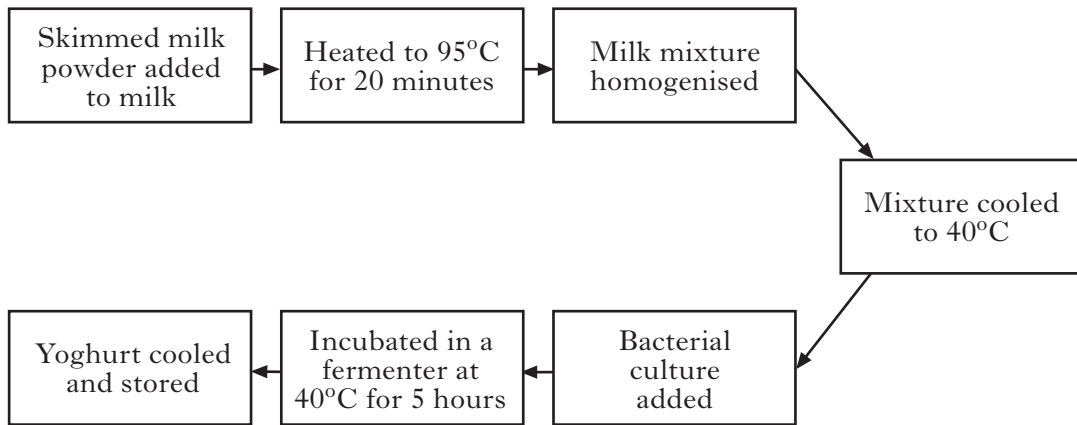 Skimmed milk
powder added
to milk
Heated to 95°C
for 20 minutes
Milk mixture
homogenised
Mixture cooled
to 40°C
Bacterial
culture
added
Incubated in a
fermenter at
40°C for 5 hours
Yoghurt cooled
and stored